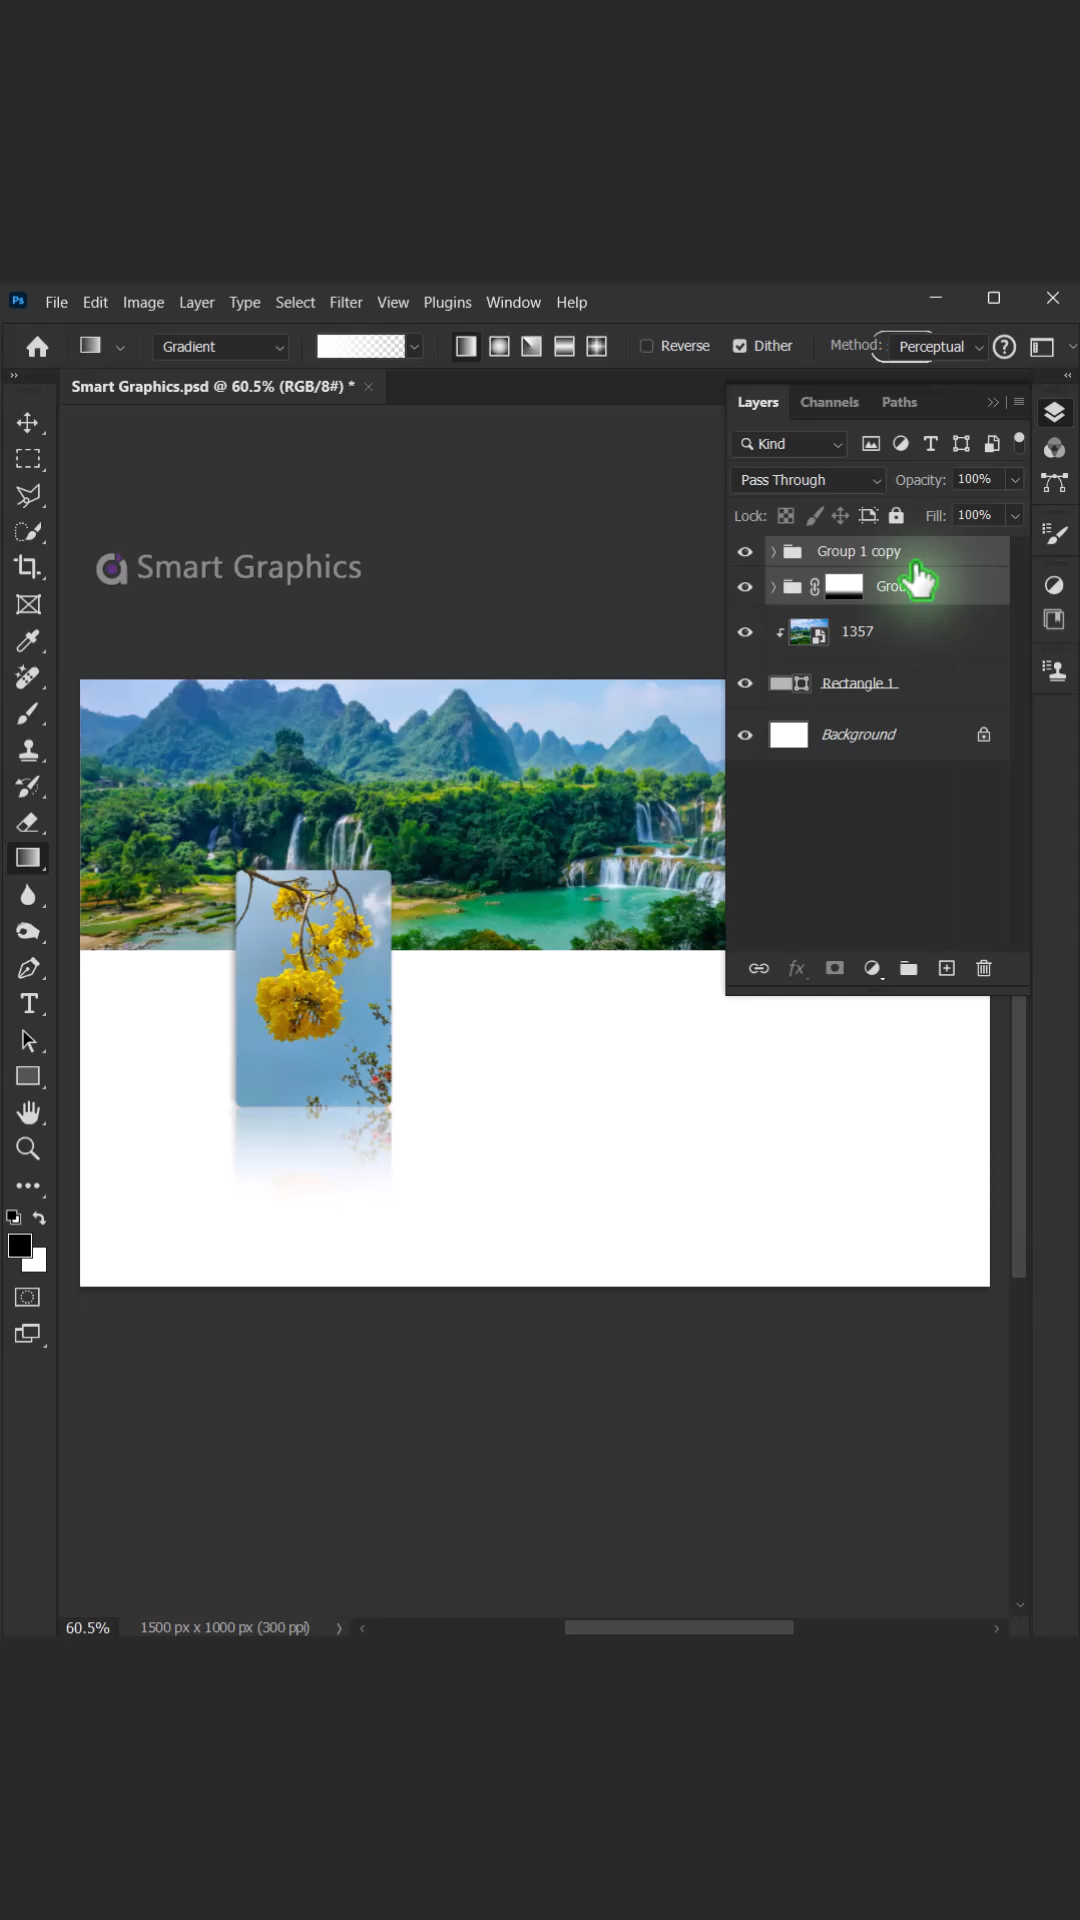 Ps File Edit Image Layer Type Select Filter View Plugins Window Help
Gradient Reverse Dither Method: Perceptual
Smart Graphics.psd @ 60.5% (RGB/8#) *
Layers Channels Paths
Kind
Pass Through Opacity: 100%
Lock: Fill: 100%
Group 1 copy
Smart Graphics
1357
Rectangle 1
Background
fx
60.5% 1500 px x 1000 px (300 ppi)